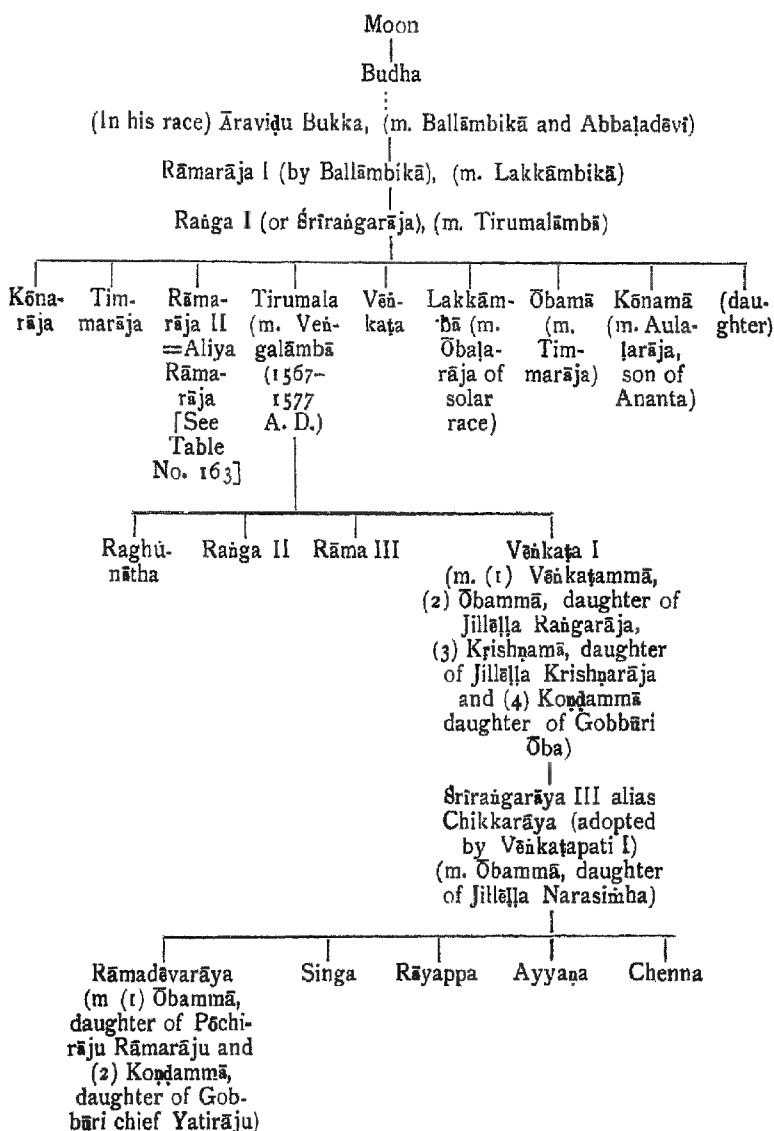 Moon
Budha
(In his race) Āraviḍu Bukka, (m. Ballāmbikā and Abbaḷadēvi)
Rāmarāja I (by Ballāmbikā), (m. Lakkāmbikā)
Raṅga I (or Śrīraṅgarāja), (m. Tirumalāmbā)
Kōna-
rāja
Tim-
marāja
Rāma-
rāja II
=Aliya
Rāma-
rāja
[See
Table
No. 163]
Tirumala
(m. Ven-
galāmbā
(1567–
1577
A. D.)
Vēṅ-
kaṭa
Lakkām-
bā (m.
Ōbaḷa-
rāja of
solar
race)
Ōbamā
(m.
Tim-
marāja)
Kōnamā
(m. Aula-
ḷarāja,
son of
Ananta)
(dau-
ghter)
Raghu-
nātha
Raṅga II
Rāma III
Vēṅkaṭa I
(m. (1) Vēṅkaṭammā,
(2) Ōbammā, daughter of
Jillēḷḷa Raṅgarāja,
(3) Kṛishṇamā, daughter
of Jillēḷḷa Krishṇarāja
and (4) Koṇḍammā
daughter of Gobbūri
Ōba)
Śrīraṅgarāya III alias
Chikkarāya (adopted
by Vēṅkaṭapati I)
(m. Ōbammā, daughter
of Jillēḷḷa Narasiṁha)
Rāmadēvarāya
(m (1) Ōbammā,
daughter of Pōchi-
rāju Rāmarāju and
(2) Koṇḍammā,
daughter of Gob-
būri chief Yatirāju)
Singa
Rāyappa
Ayyaṇa
Chenna